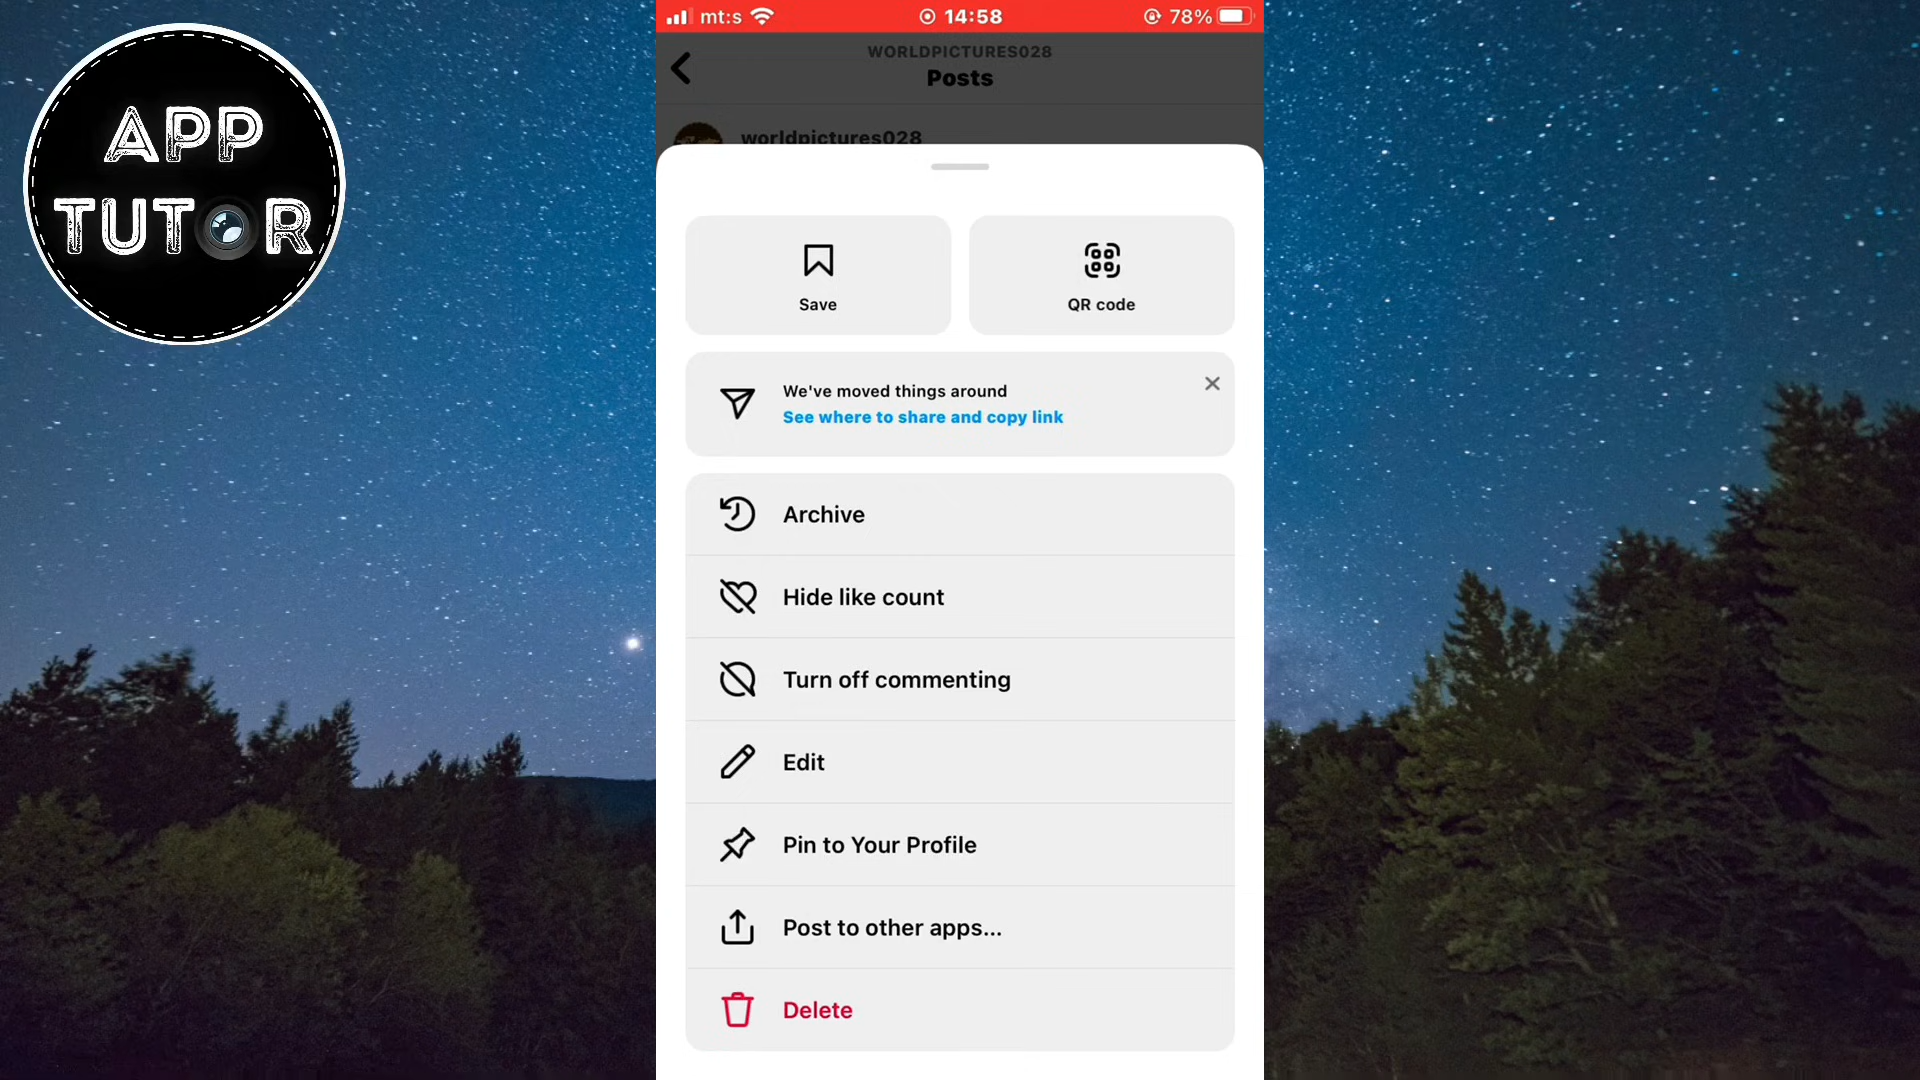 APP
TUTOR
mt:s 14:58 78%
WORLDPICTURES028
Posts
worldpictures028
Save
QR code
We've moved things around
See where to share and copy link
Archive
Hide like count
Turn off commenting
Edit
Pin to Your Profile
Post to other apps...
Delete